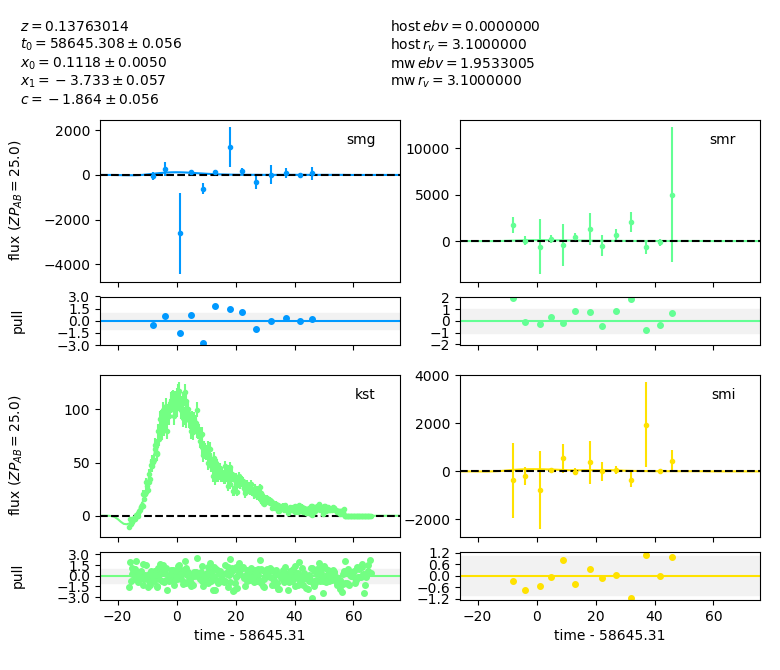 z = 0.13763014
t0 = 58645.308 ± 0.056
x0 = 0.1118 ± 0.0050
x1 = −3.733 ± 0.057
c = −1.864 ± 0.056
host ebv = 0.0000000
host rv = 3.1000000
mw ebv = 1.9533005
mw rv = 3.1000000
flux (ZPAB = 25.0)
2000
0
−2000
−4000
smg
10000
5000
0
smr
pull
3.0
1.5
0.0
−1.5
−3.0
2
1
0
−1
−2
flux (ZPAB = 25.0)
100
50
0
kst
4000
2000
0
−2000
smi
pull
3.0
1.5
0.0
−1.5
−3.0
−20 0 20 40 60
time - 58645.31
1.2
0.6
0.0
−0.6
−1.2
−20 0 20 40 60
time - 58645.31